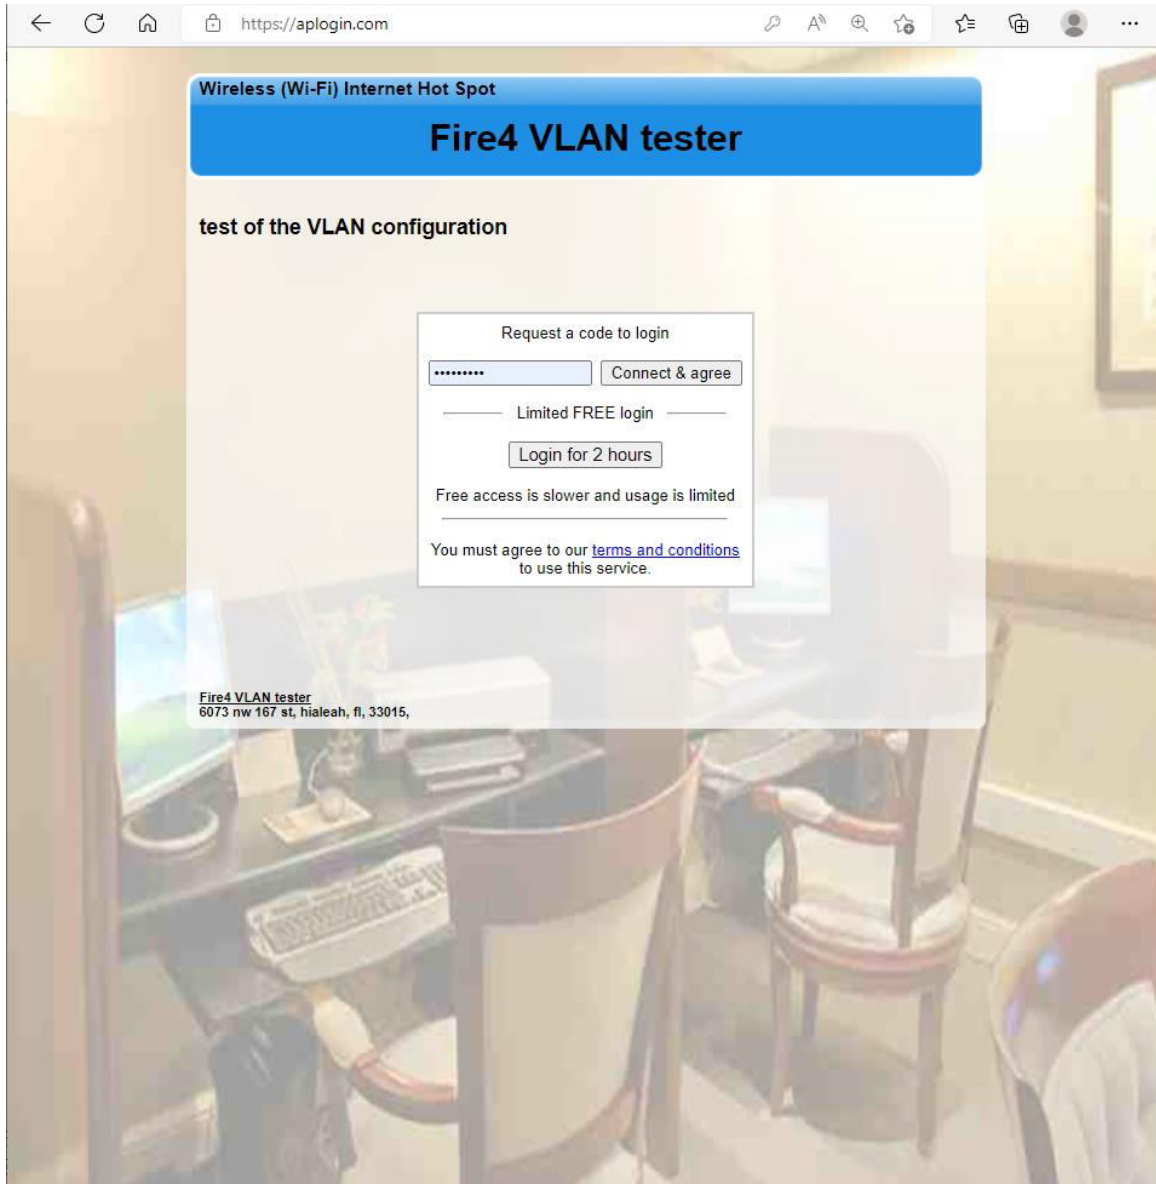 https://aplogin.com
Wireless (Wi-Fi) Internet Hot Spot
Fire4 VLAN tester
test of the VLAN configuration
Request a code to login
•••••••••
Connect & agree
Limited FREE login
Login for 2 hours
Free access is slower and usage is limited
You must agree to our terms and conditions
to use this service.
Fire4 VLAN tester
6073 nw 167 st, hialeah, fl, 33015,